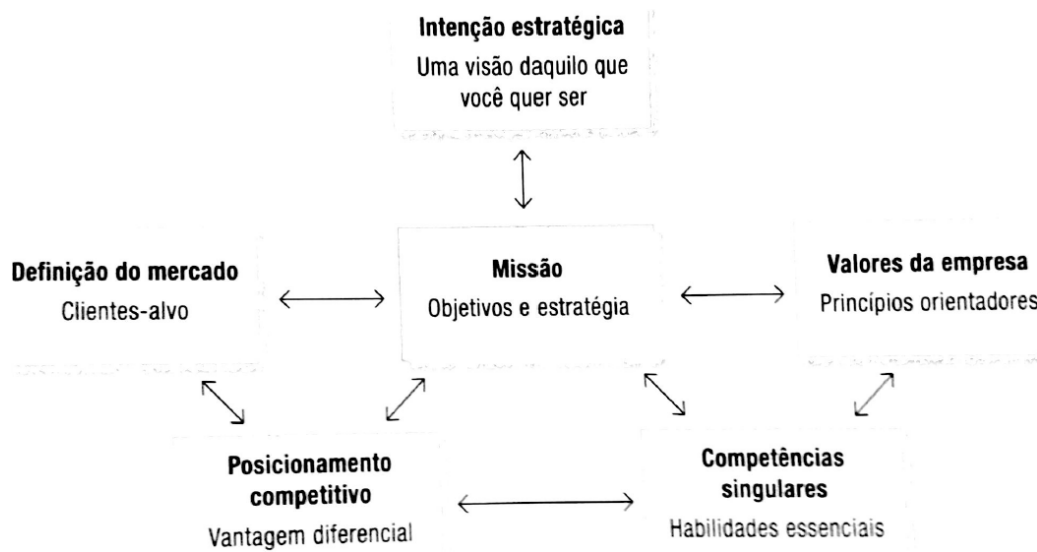 Intenção estratégica
Uma visão daquilo que
você quer ser
Definição do mercado
Clientes-alvo
Missão
Objetivos e estratégia
Valores da empresa
Princípios orientadores
Posicionamento
competitivo
Vantagem diferencial
Competências
singulares
Habilidades essenciais